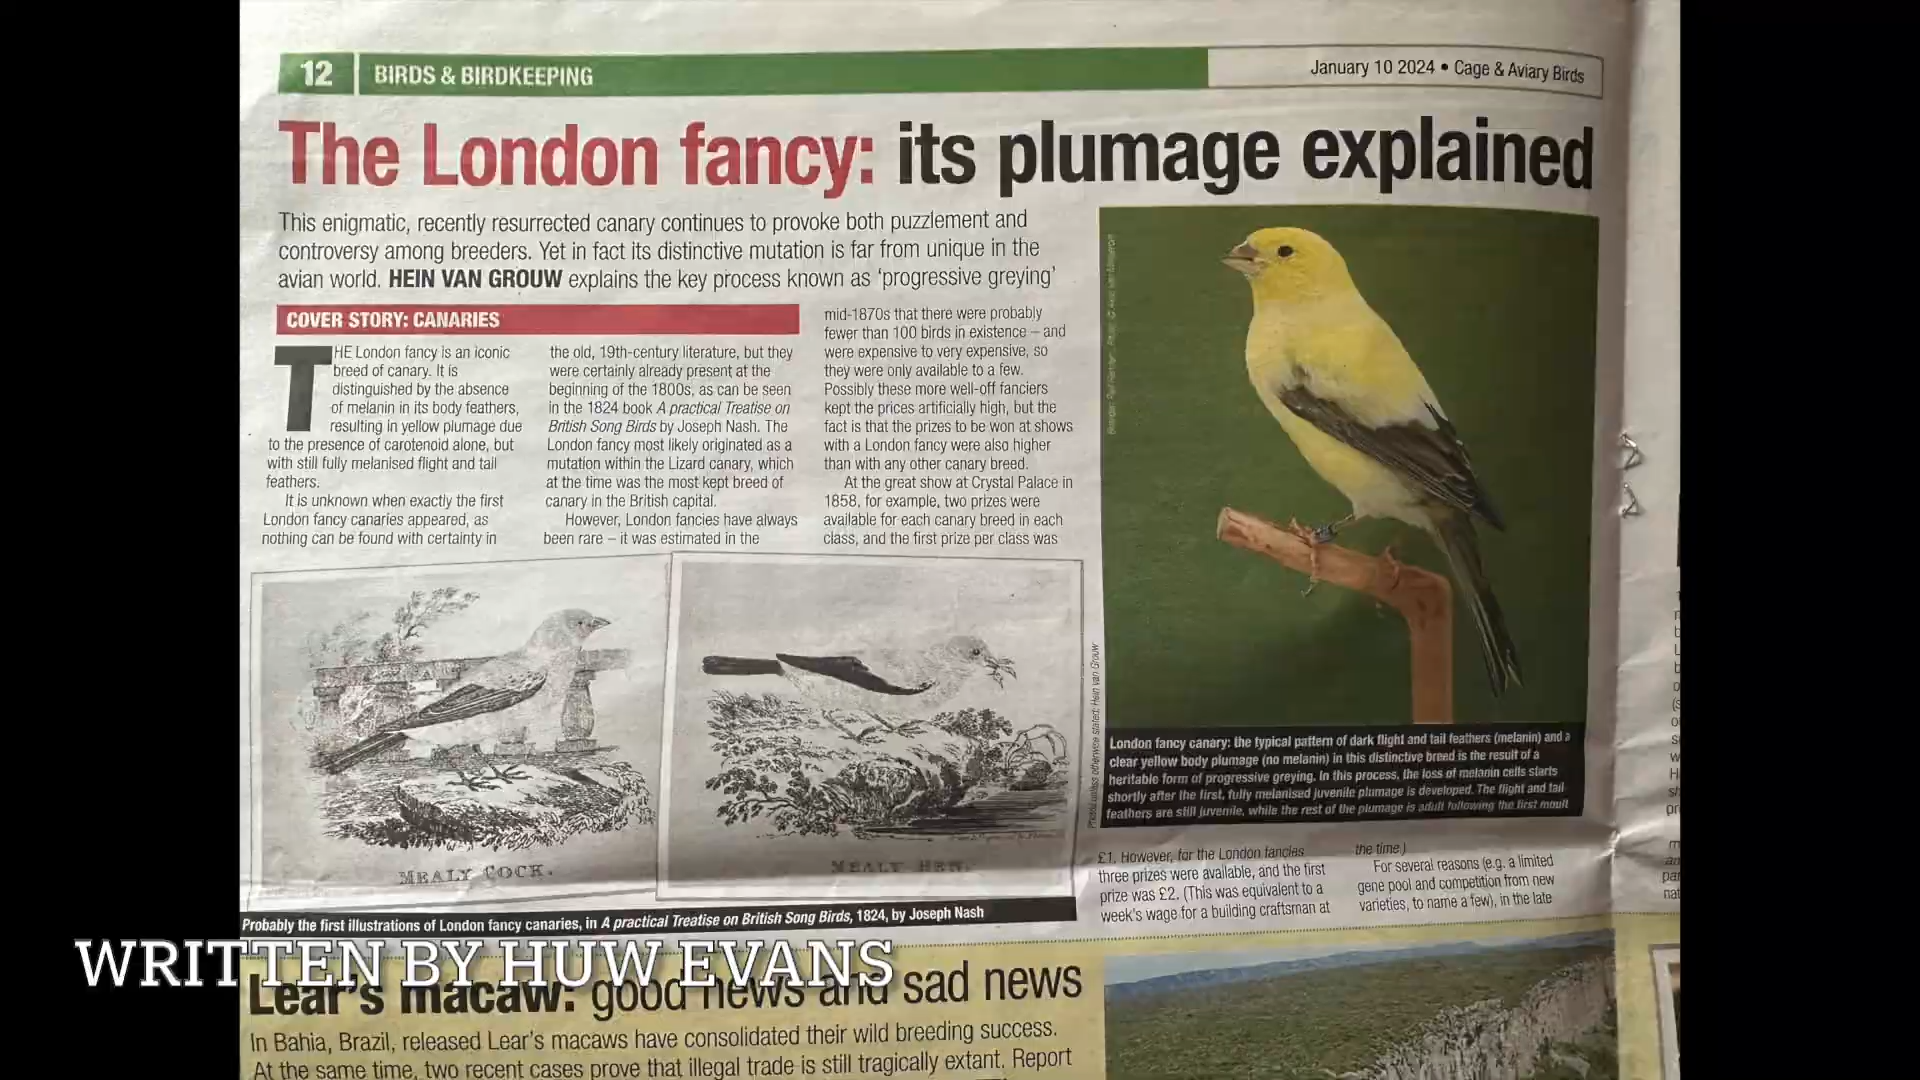 12
BIRDS & BIRDKEEPING
January 10 2024 • Cage & Aviary Birds
The London fancy: its plumage explained
This enigmatic, recently resurrected canary continues to provoke both puzzlement and
controversy among breeders. Yet in fact its distinctive mutation is far from unique in the
avian world. HEIN VAN GROUW explains the key process known as ‘progressive greying’
COVER STORY: CANARIES
THE London fancy is an iconic
breed of canary. It is
distinguished by the absence
of melanin in its body feathers,
resulting in yellow plumage due
to the presence of carotenoid alone, but
with still fully melanised flight and tail
feathers.
It is unknown when exactly the first
London fancy canaries appeared, as
nothing can be found with certainty in
the old, 19th-century literature, but they
were certainly already present at the
beginning of the 1800s, as can be seen
in the 1824 book A practical Treatise on
British Song Birds by Joseph Nash. The
London fancy most likely originated as a
mutation within the Lizard canary, which
at the time was the most kept breed of
canary in the British capital.
However, London fancies have always
been rare – it was estimated in the
mid-1870s that there were probably
fewer than 100 birds in existence – and
were expensive to very expensive, so
they were only available to a few.
Possibly these more well-off fanciers
kept the prices artificially high, but the
fact is that the prizes to be won at shows
with a London fancy were also higher
than with any other canary breed.
At the great show at Crystal Palace in
1858, for example, two prizes were
available for each canary breed in each
class, and the first prize per class was
MEALY COCK.
MEALY HEN.
Probably the first illustrations of London fancy canaries, in A practical Treatise on British Song Birds, 1824, by Joseph Nash
Photos unless otherwise stated: Hein van Grouw
London fancy canary: the typical pattern of dark flight and tail feathers (melanin) and a
clear yellow body plumage (no melanin) in this distinctive breed is the result of a
heritable form of progressive greying. In this process, the loss of melanin cells starts
shortly after the first, fully melanised juvenile plumage is developed. The flight and tail
feathers are still juvenile, while the rest of the plumage is adult following the first moult
£1. However, for the London fancies
three prizes were available, and the first
prize was £2. (This was equivalent to a
week's wage for a building craftsman at
the time.)
For several reasons (e.g. a limited
gene pool and competition from new
varieties, to name a few), in the late
WRITTEN BY HUW EVANS
Lear's macaw: good news and sad news
In Bahia, Brazil, released Lear's macaws have consolidated their wild breeding success.
At the same time, two recent cases prove that illegal trade is still tragically extant. Report